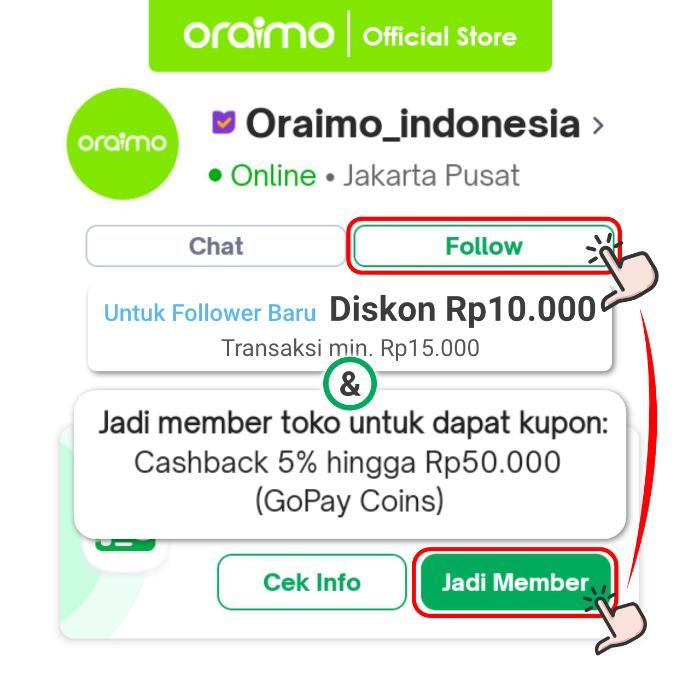 oraimo | Official Store
oraimo
Oraimo_indonesia >
Online • Jakarta Pusat
Chat
Follow
Untuk Follower Baru Diskon Rp10.000
Transaksi min. Rp15.000
&
Jadi member toko untuk dapat kupon:
Cashback 5% hingga Rp50.000
(GoPay Coins)
Cek Info
Jadi Member